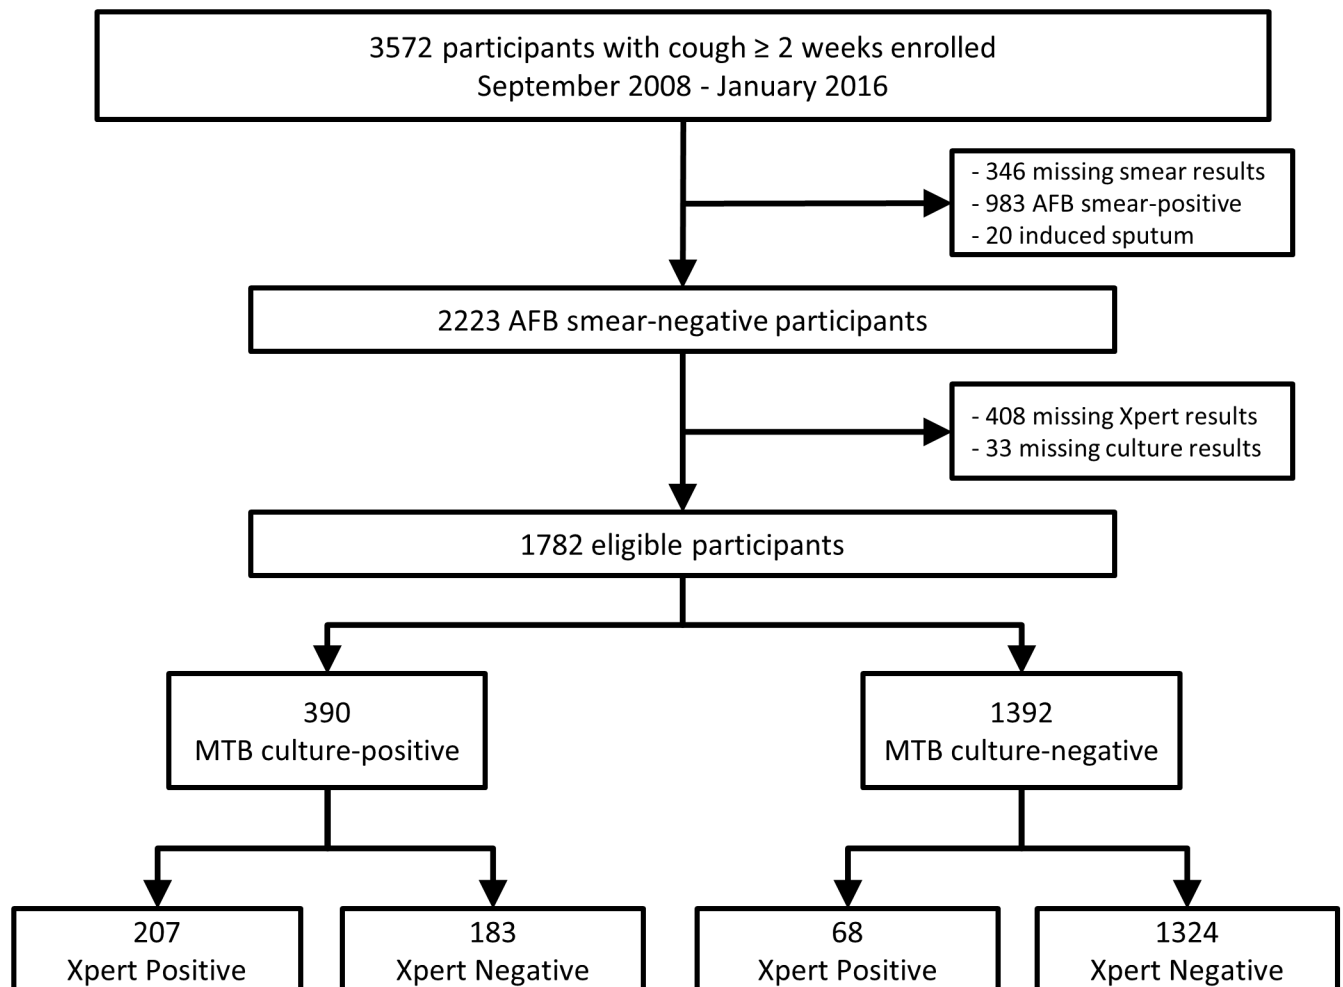 3572 participants with cough ≥ 2 weeks enrolled
September 2008 - January 2016
- 346 missing smear results
- 983 AFB smear-positive
- 20 induced sputum
2223 AFB smear-negative participants
- 408 missing Xpert results
- 33 missing culture results
1782 eligible participants
390
MTB culture-positive
1392
MTB culture-negative
207
Xpert Positive
183
Xpert Negative
68
Xpert Positive
1324
Xpert Negative